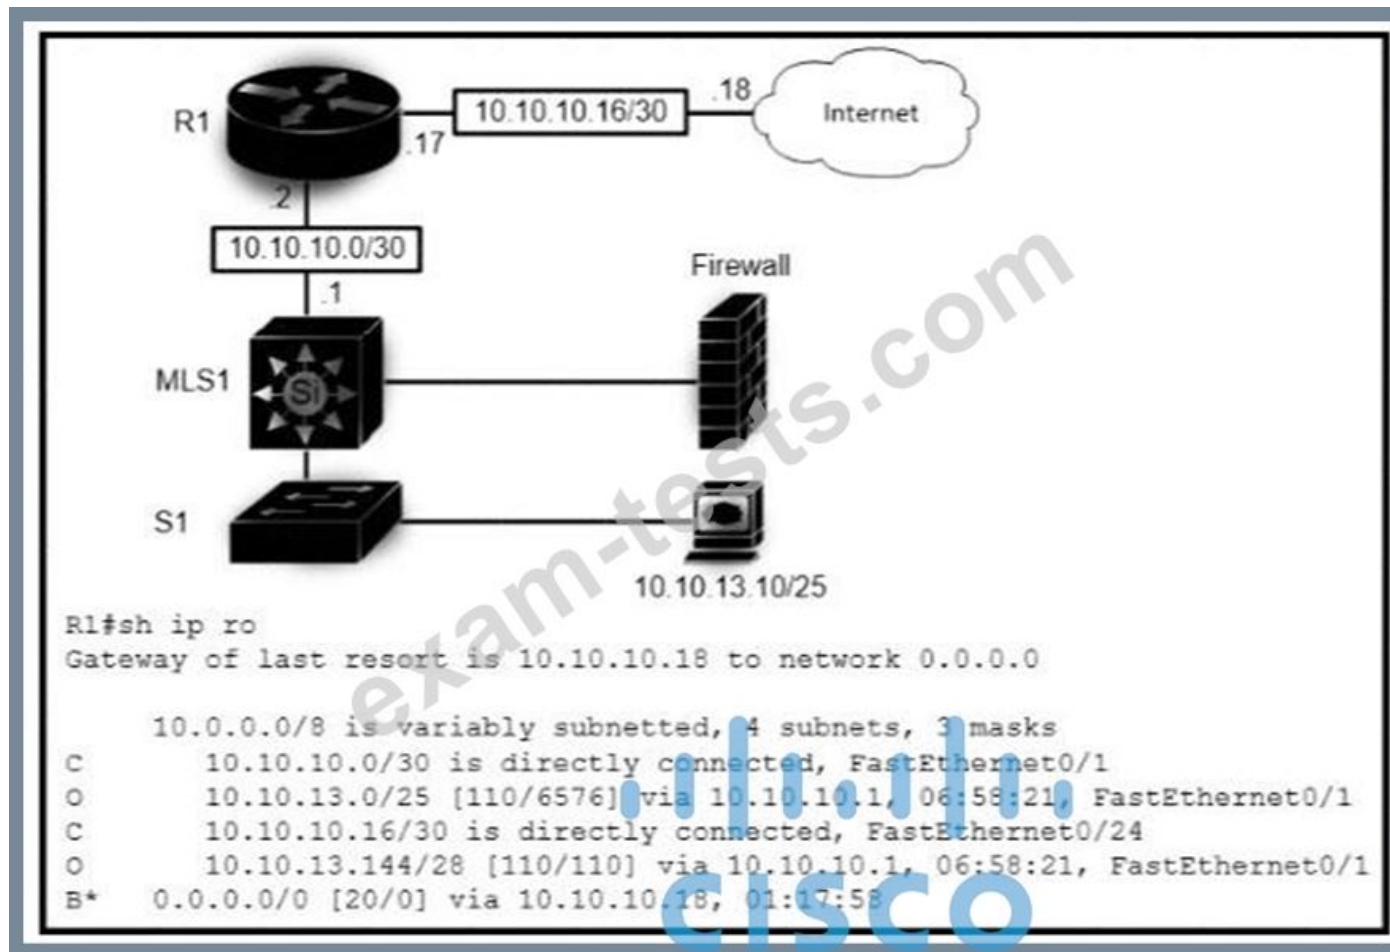 R1
.17
10.10.10.16/30
.18
Internet
.2
10.10.10.0/30
.1
Firewall
MLS1
Si
S1
10.10.13.10/25
exam-tests.com
R1#sh ip ro
Gateway of last resort is 10.10.10.18 to network 0.0.0.0
10.0.0.0/8 is variably subnetted, 4 subnets, 3 masks
C 10.10.10.0/30 is directly connected, FastEthernet0/1
O 10.10.13.0/25 [110/6576] via 10.10.10.1, 06:58:21, FastEthernet0/1
C 10.10.10.16/30 is directly connected, FastEthernet0/24
O 10.10.13.144/28 [110/110] via 10.10.10.1, 06:58:21, FastEthernet0/1
B* 0.0.0.0/0 [20/0] via 10.10.10.18, 01:17:58
CISCO